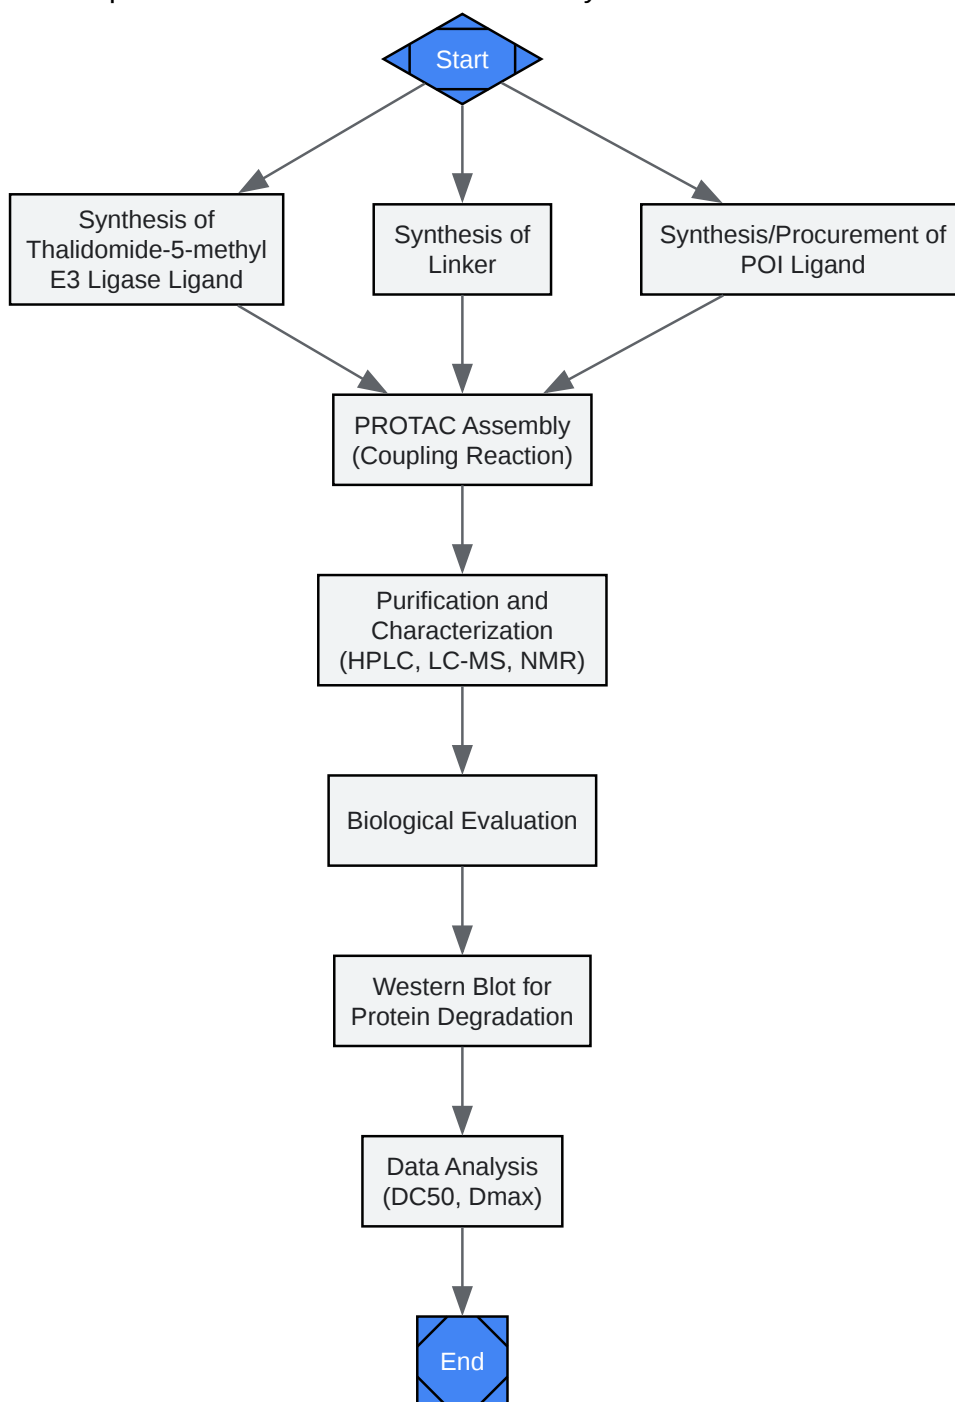 Start
Synthesis of
Thalidomide-5-methyl
E3 Ligase Ligand
Synthesis of
Linker
Synthesis/Procurement of
POI Ligand
PROTAC Assembly
(Coupling Reaction)
Purification and
Characterization
(HPLC, LC-MS, NMR)
Biological Evaluation
Western Blot for
Protein Degradation
Data Analysis
(DC50, Dmax)
End